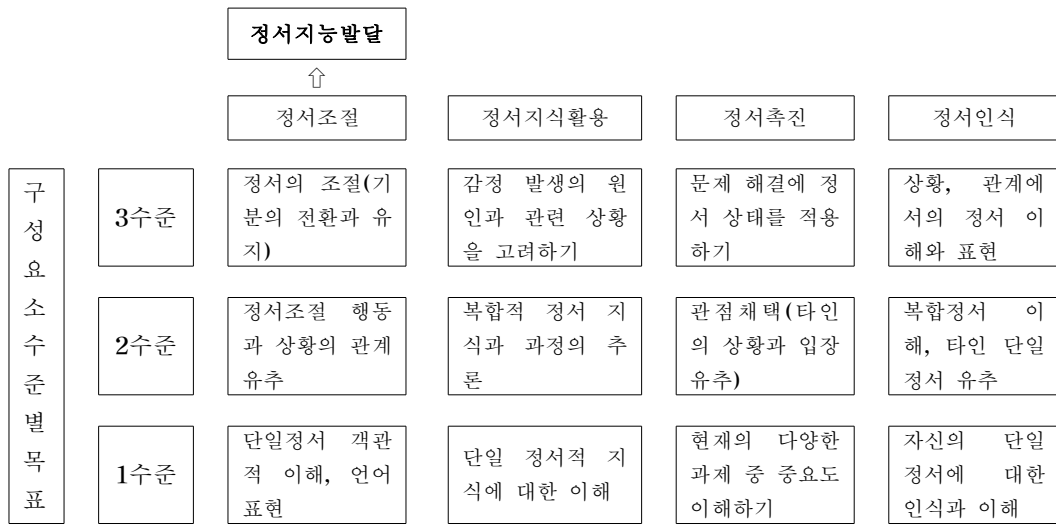 정서지능발달
⇧
정서조절
정서지식활용
정서촉진
정서인식
구성요소수준별목표
3수준
정서의 조절(기
분의 전환과 유
지)
감정 발생의 원
인과 관련 상황
을 고려하기
문제 해결에 정
서 상태를 적용
하기
상황, 관계에
서의 정서 이
해와 표현
2수준
정서조절 행동
과 상황의 관계
유추
복합적 정서 지
식과 과정의 추
론
관점채택(타인
의 상황과 입장
유추)
복합정서 이
해, 타인 단일
정서 유추
1수준
단일정서 객관
적 이해, 언어
표현
단일 정서적 지
식에 대한 이해
현재의 다양한
과제 중 중요도
이해하기
자신의 단일
정서에 대한
인식과 이해